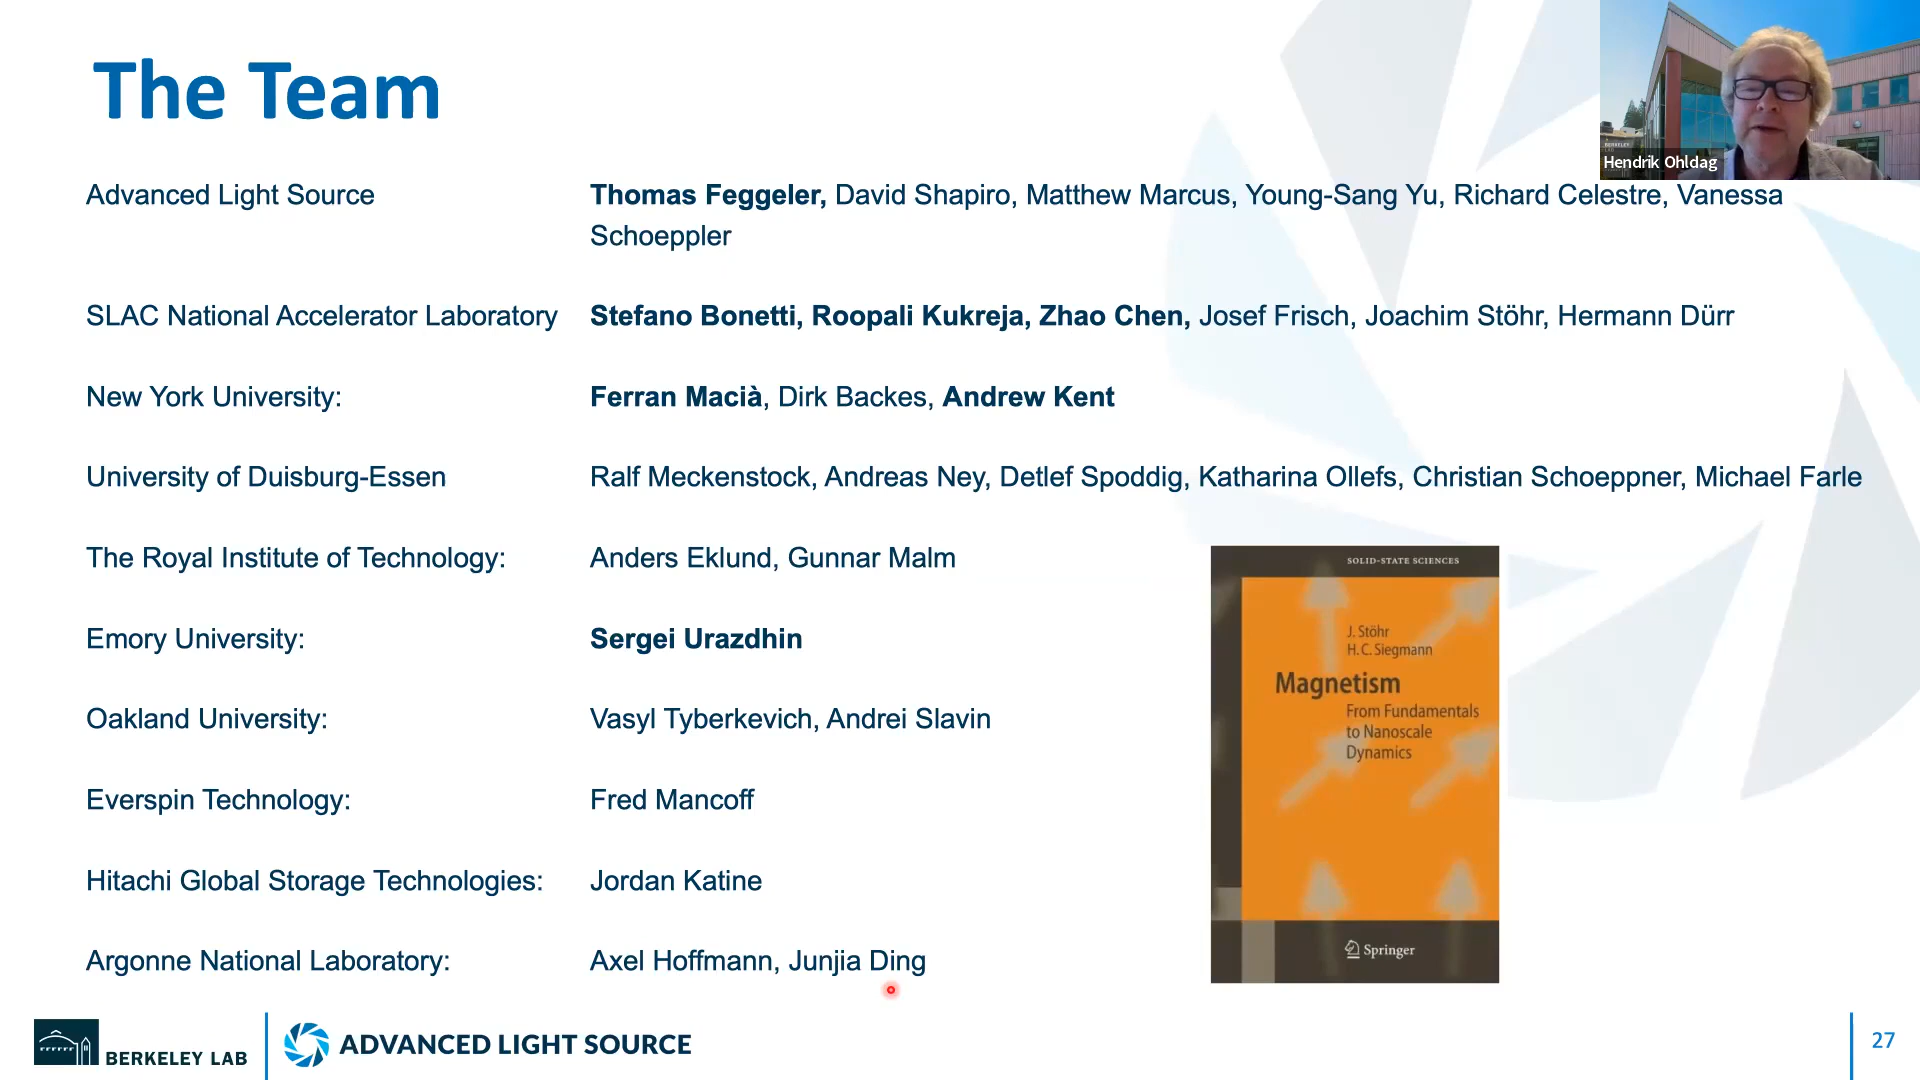 The Team
Hendrik Ohldag
Advanced Light Source
Thomas Feggeler, David Shapiro, Matthew Marcus, Young-Sang Yu, Richard Celestre, Vanessa
Schoeppler
SLAC National Accelerator Laboratory
Stefano Bonetti, Roopali Kukreja, Zhao Chen, Josef Frisch, Joachim Stöhr, Hermann Dürr
New York University:
Ferran Macià, Dirk Backes, Andrew Kent
University of Duisburg-Essen
Ralf Meckenstock, Andreas Ney, Detlef Spoddig, Katharina Ollefs, Christian Schoeppner, Michael Farle
The Royal Institute of Technology:
Anders Eklund, Gunnar Malm
Emory University:
Sergei Urazdhin
Oakland University:
Vasyl Tyberkevich, Andrei Slavin
Everspin Technology:
Fred Mancoff
Hitachi Global Storage Technologies:
Jordan Katine
Argonne National Laboratory:
Axel Hoffmann, Junjia Ding
SOLID-STATE SCIENCES
J. Stöhr
H.C. Siegmann
Magnetism
From Fundamentals
to Nanoscale
Dynamics
Springer
BERKELEY LAB
ADVANCED LIGHT SOURCE
27